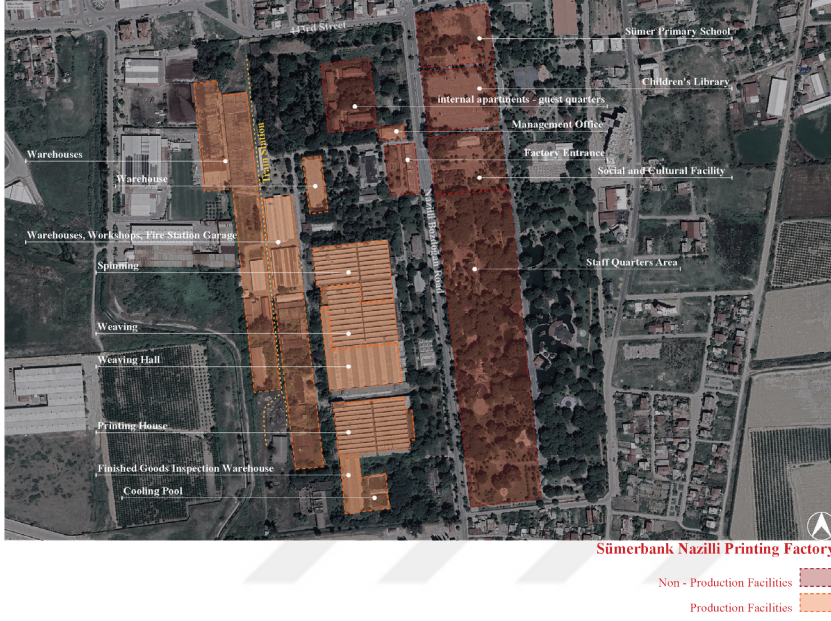 443rd Street
Sümer Primary School
Children's Library
internal apartments - guest quarters
Management Office
Factory Entrance
Social and Cultural Facility
Warehouses
Train Station
Warehouse
Warehouses, Workshops, Fire Station Garage
Spinning
Staff Quarters Area
Weaving
Weaving Hall
Printing House
Finished Goods Inspection Warehouse
Cooling Pool
Sümerbank Nazilli Printing Factory
Non - Production Facilities
Production Facilities